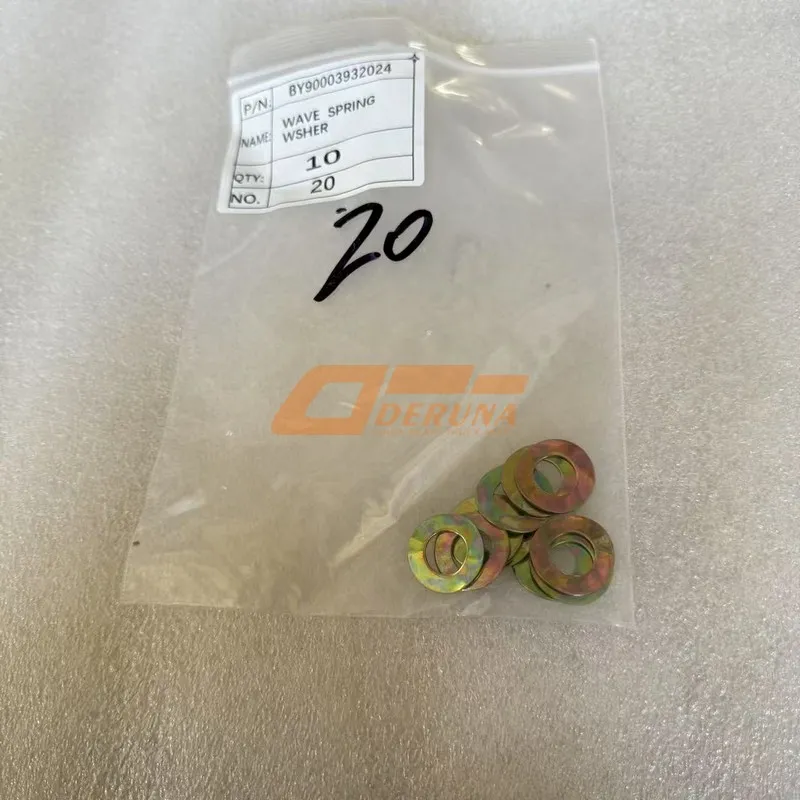 P/N: BY90003932024
NAME: WAVE SPRING
WSHER
QTY: 10
NO. 20
20
DERUNA